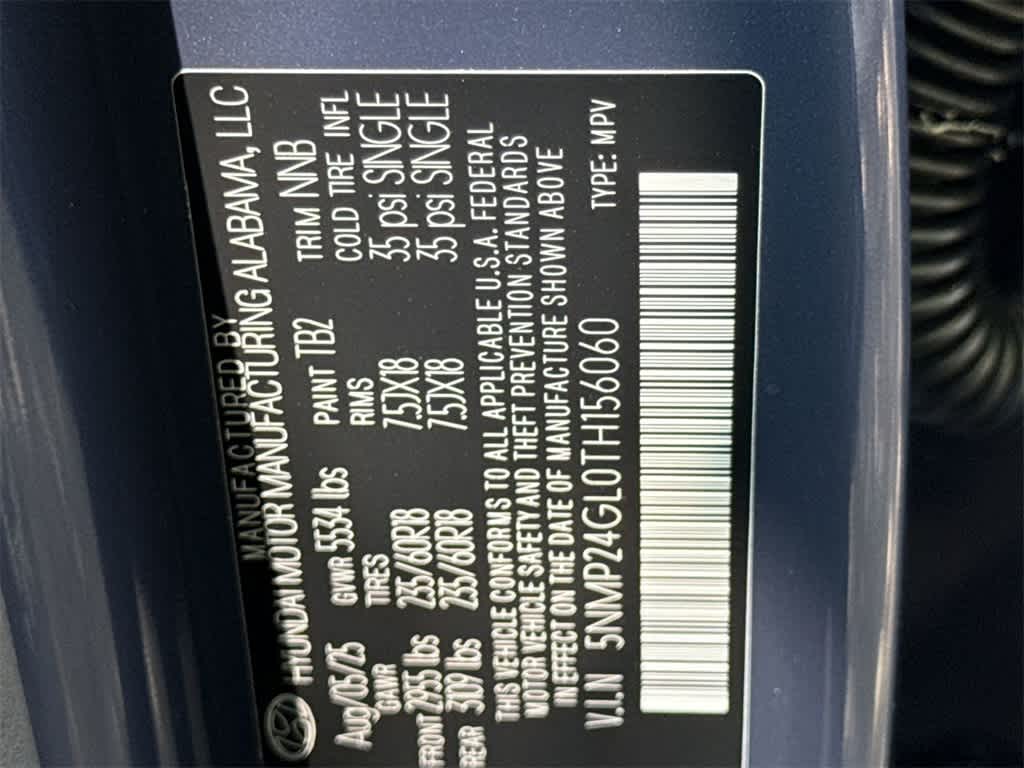 MANUFACTURED BY
HYUNDAI MOTOR MANUFACTURING ALABAMA, LLC
Aug/05/25 GVWR 5534 lbs PAINT TB2 TRIM NNB
GAWR TIRES RIMS COLD TIRE INFL
FRONT 2955 lbs 235/60R18 7.5JX18 35 psi SINGLE
REAR 3109 lbs 235/60R18 7.5JX18 35 psi SINGLE
THIS VEHICLE CONFORMS TO ALL APPLICABLE U.S.A. FEDERAL
MOTOR VEHICLE SAFETY AND THEFT PREVENTION STANDARDS
IN EFFECT ON THE DATE OF MANUFACTURE SHOWN ABOVE
V.I.N 5NMP24GL0TH156060 TYPE: MPV